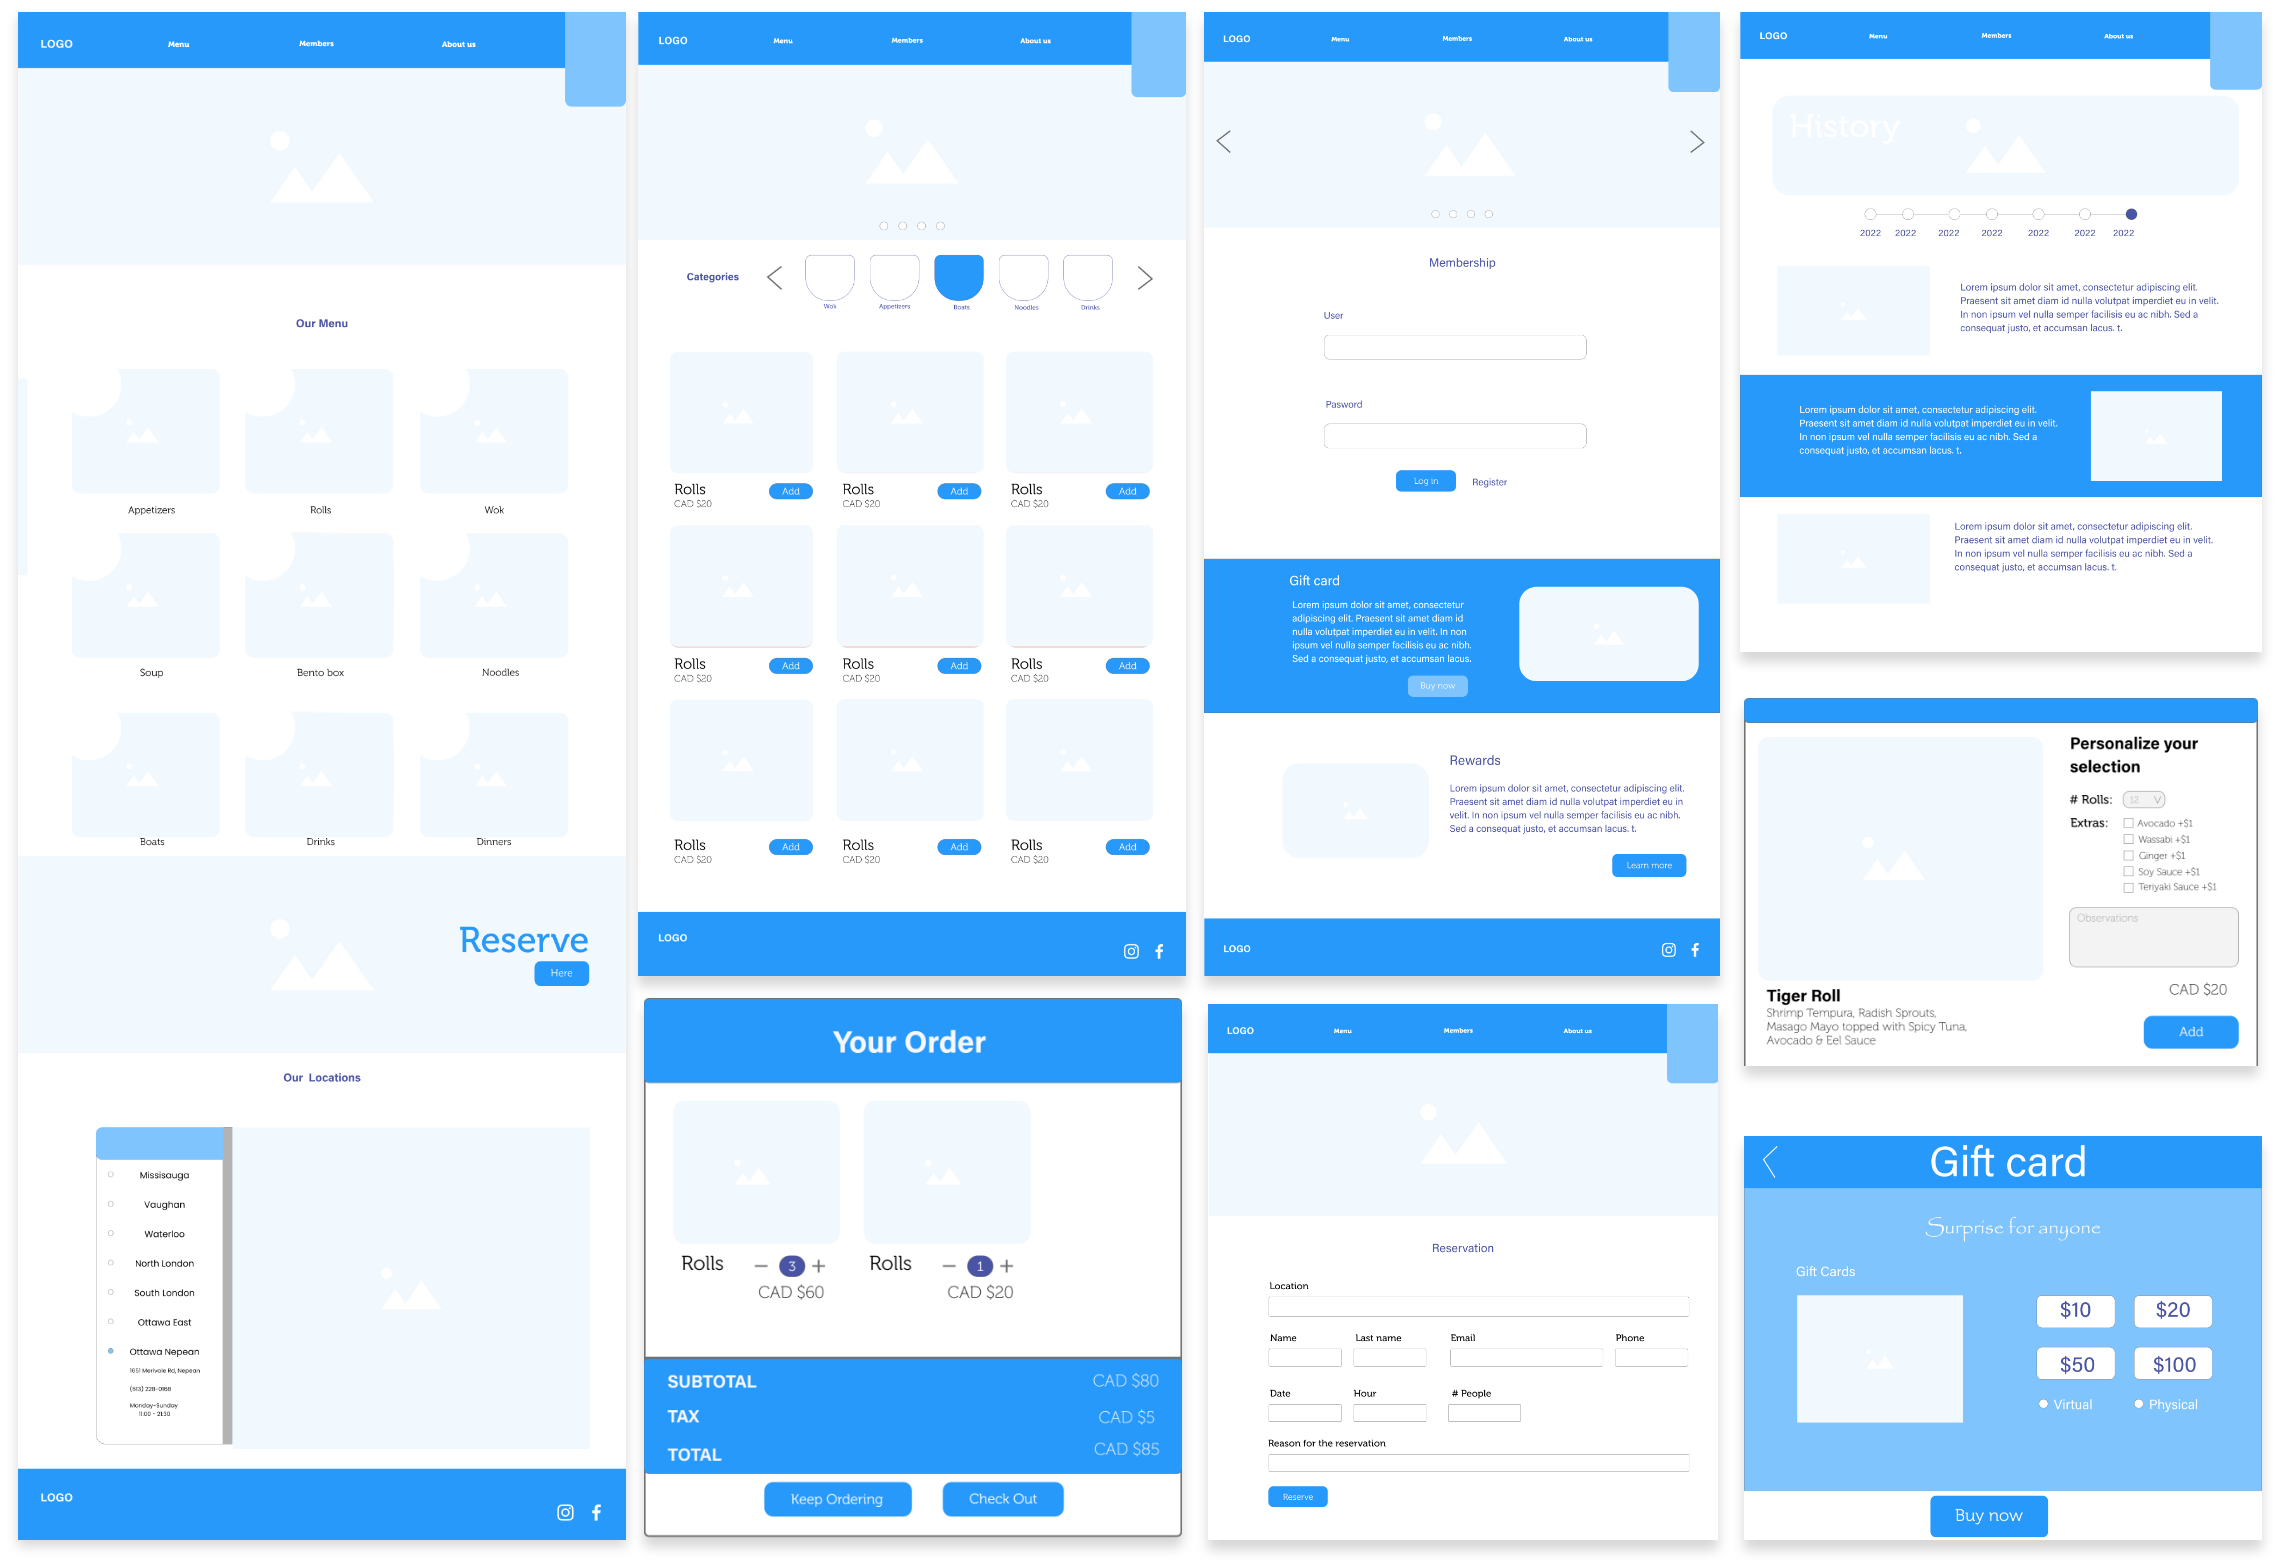 LOGO
Menu
Members
About us
Our Menu
Appetizers
Rolls
Wok
Soup
Bento box
Noodles
Boats
Drinks
Dinners
Reserve
Here
Our Locations
Missisauga
Vaughan
Waterloo
North London
South London
Ottawa East
Ottawa Nepean
1651 Merivale Rd, Nepean
(613) 228-0168
Monday-Sunday
11:00 - 21:30
LOGO
LOGO
Menu
Members
About us
Categories
Wok
Appetizers
Boats
Noodles
Drinks
Rolls
Add
CAD $20
Rolls
Add
CAD $20
Rolls
Add
CAD $20
Rolls
Add
CAD $20
Rolls
Add
CAD $20
Rolls
Add
CAD $20
Rolls
Add
CAD $20
Rolls
Add
CAD $20
Rolls
Add
CAD $20
LOGO
Your Order
Rolls
3
CAD $60
Rolls
1
CAD $20
SUBTOTAL CAD $80
TAX CAD $5
TOTAL CAD $85
Keep Ordering
Check Out
LOGO
Menu
Members
About us
Membership
User
Pasword
Log in
Register
Gift card
Lorem ipsum dolor sit amet, consectetur
adipiscing elit. Praesent sit amet diam id
nulla volutpat imperdiet eu in velit. In non
ipsum vel nulla semper facilisis eu ac nibh.
Sed a consequat justo, et accumsan lacus.
Buy now
Rewards
Lorem ipsum dolor sit amet, consectetur adipiscing elit.
Praesent sit amet diam id nulla volutpat imperdiet eu in
velit. In non ipsum vel nulla semper facilisis eu ac nibh.
Sed a consequat justo, et accumsan lacus. t.
Learn more
LOGO
LOGO
Menu
Members
About us
Reservation
Location
Name
Last name
Email
Phone
Date
Hour
# People
Reason for the reservation
Reserve
LOGO
Menu
Members
About us
History
2022
2022
2022
2022
2022
2022
2022
Lorem ipsum dolor sit amet, consectetur adipiscing elit.
Praesent sit amet diam id nulla volutpat imperdiet eu in velit.
In non ipsum vel nulla semper facilisis eu ac nibh. Sed a
consequat justo, et accumsan lacus. t.
Lorem ipsum dolor sit amet, consectetur adipiscing elit.
Praesent sit amet diam id nulla volutpat imperdiet eu in velit.
In non ipsum vel nulla semper facilisis eu ac nibh. Sed a
consequat justo, et accumsan lacus. t.
Lorem ipsum dolor sit amet, consectetur adipiscing elit.
Praesent sit amet diam id nulla volutpat imperdiet eu in velit.
In non ipsum vel nulla semper facilisis eu ac nibh. Sed a
consequat justo, et accumsan lacus. t.
Personalize your
selection
# Rolls: 12
Extras:
Avocado +$1
Wassabi +$1
Ginger +$1
Soy Sauce +$1
Teriyaki Sauce +$1
Observations
CAD $20
Tiger Roll
Shrimp Tempura, Radish Sprouts,
Masago Mayo topped with Spicy Tuna,
Avocado & Eel Sauce
Add
Gift card
Surprise for anyone
Gift Cards
$10
$20
$50
$100
Virtual
Physical
Buy now